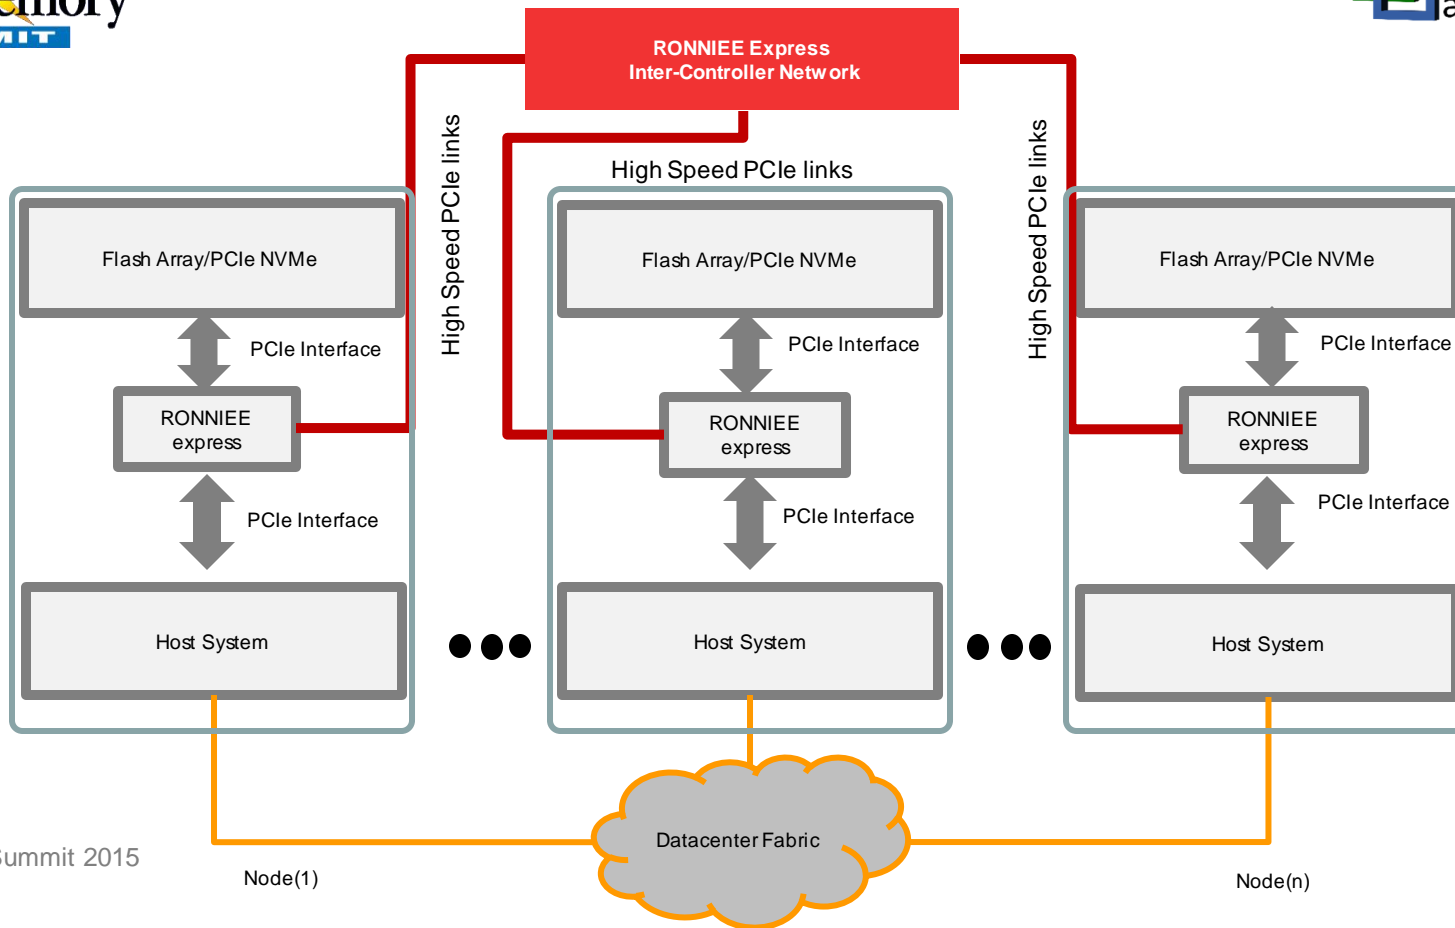 RONNIEE Express
Inter-Controller Network
High Speed PCIe links
High Speed PCIe links
High Speed PCIe links
Flash Array/PCIe NVMe
Flash Array/PCIe NVMe
Flash Array/PCIe NVMe
PCIe Interface
PCIe Interface
PCIe Interface
RONNIEE
express
RONNIEE
express
RONNIEE
express
PCIe Interface
PCIe Interface
PCIe Interface
Host System
Host System
Host System
Datacenter Fabric
Summit 2015
Node(1)
Node(n)